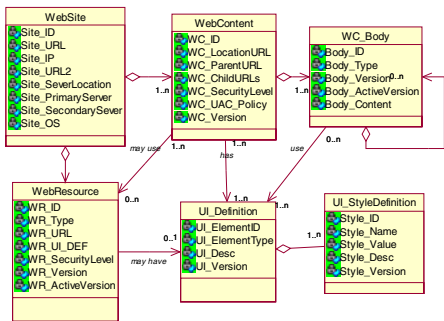 WebSite
Site_ID
Site_URL
Site_IP
Site_URL2
Site_SeverLocation
Site_PrimaryServer
Site_SecondarySever
Site_OS
WebContent
WC_ID
WC_LocationURL
WC_ParentURL
WC_ChildURLs
WC_SecurityLevel
WC_UAC_Policy
WC_Version
WC_Body
Body_ID
Body_Type
Body_Version
Body_ActiveVersion
Body_Content
1..n
1..n
0..n
may use
1..n
1..n
has
use
0..n
WebResource
WR_ID
WR_Type
WR_URL
WR_UI_DEF
WR_SecurityLevel
WR_Version
WR_ActiveVersion
0..n
0..1
may have
1..n
1..n
UI_Definition
UI_ElementID
UI_ElementType
UI_Desc
UI_Version
1..n
UI_StyleDefinition
Style_ID
Style_Name
Style_Value
Style_Desc
Style_Version